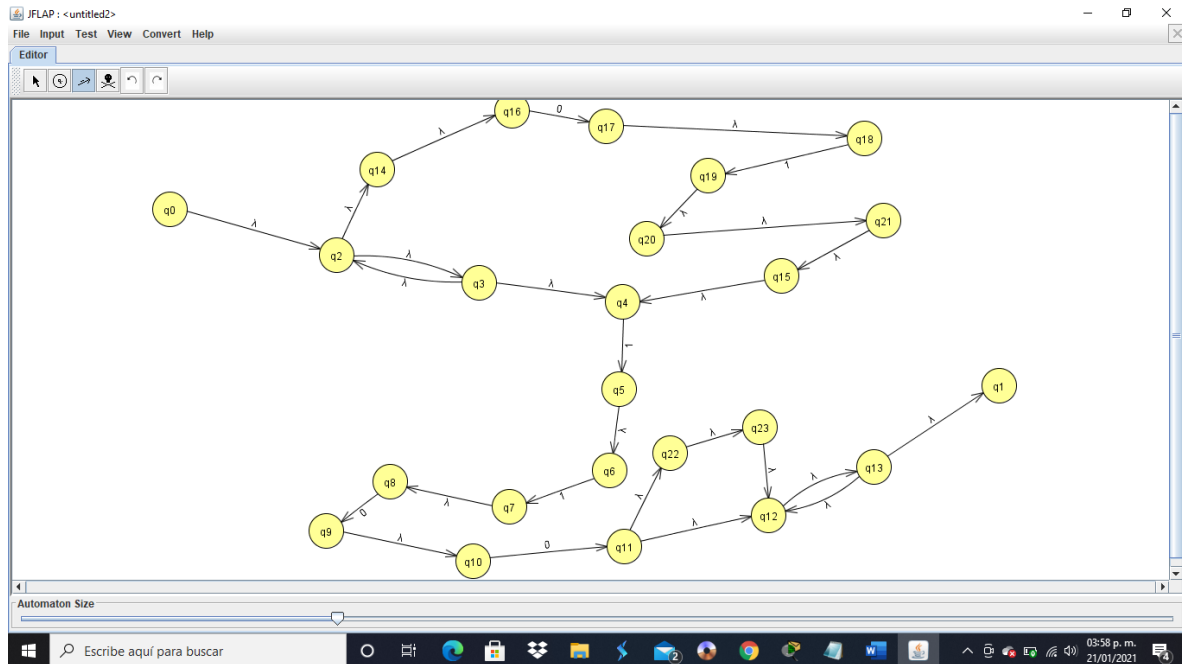 JFLAP : <untitled2>
File Input Test View Convert Help
Editor
q16
0
q17
λ
q18
λ
q14
1
q19
q0
λ
λ
λ
q20
λ
q21
q2
λ
λ
q3
λ
λ
q15
λ
q4
λ
1
q5
q1
λ
λ
q22
λ
q23
q6
λ
q13
q8
1
λ
λ
q7
λ
0
λ
q9
λ
λ
q12
λ
q10
0
q11
Automaton Size
Escribe aquí para buscar
2
03:58 p. m.
21/01/2021
4